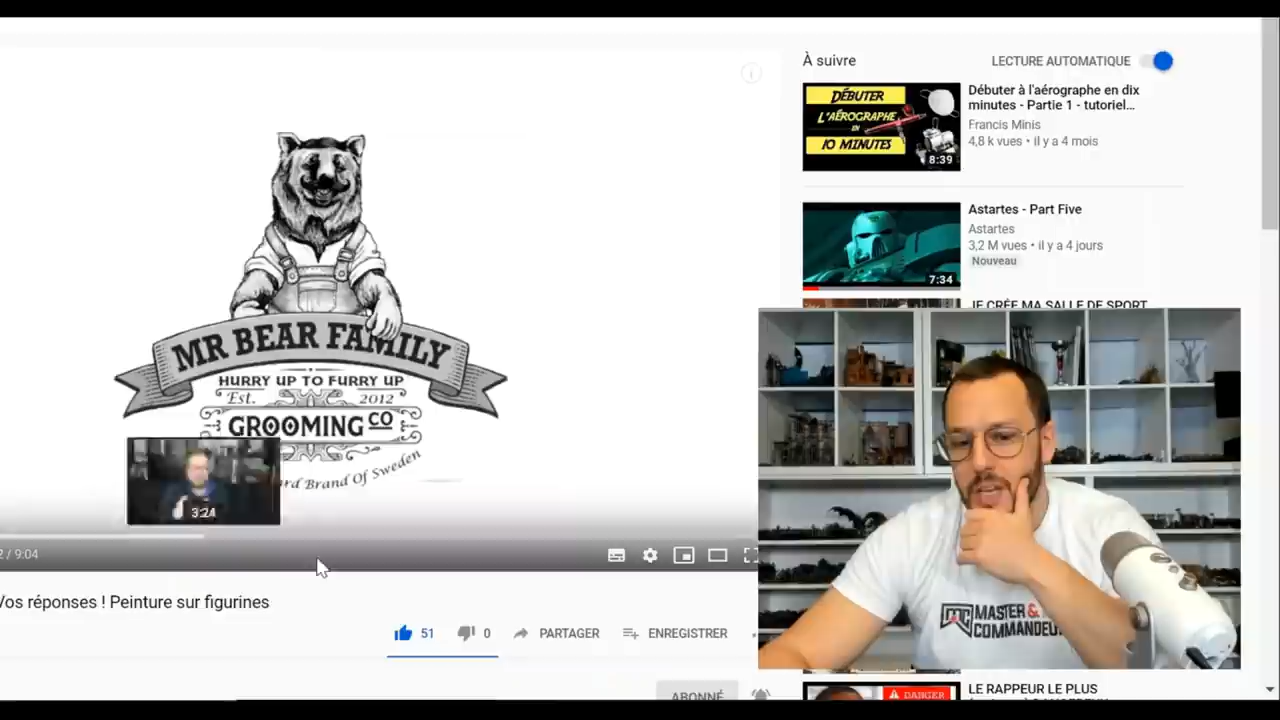 À suivre
LECTURE AUTOMATIQUE
DÉBUTER
L'AÉROGRAPHE
EN
10 MINUTES
8:39
Débuter à l'aérographe en dix
minutes - Partie 1 - tutoriel...
Francis Minis
4,8 k vues • il y a 4 mois
7:34
Astartes - Part Five
Astartes
3,2 M vues • il y a 4 jours
Nouveau
JE CRÉE MA SALLE DE SPORT
MR BEAR FAMILY
HURRY UP TO FURRY UP
Est. 2012
GROOMING CO
Brand Of Sweden
3:24
/ 9:04
Vos réponses ! Peinture sur figurines
51
0
PARTAGER
ENREGISTRER
ABONNÉ
MC MASTER &
COMMANDEU
DANGER
LE RAPPEUR LE PLUS